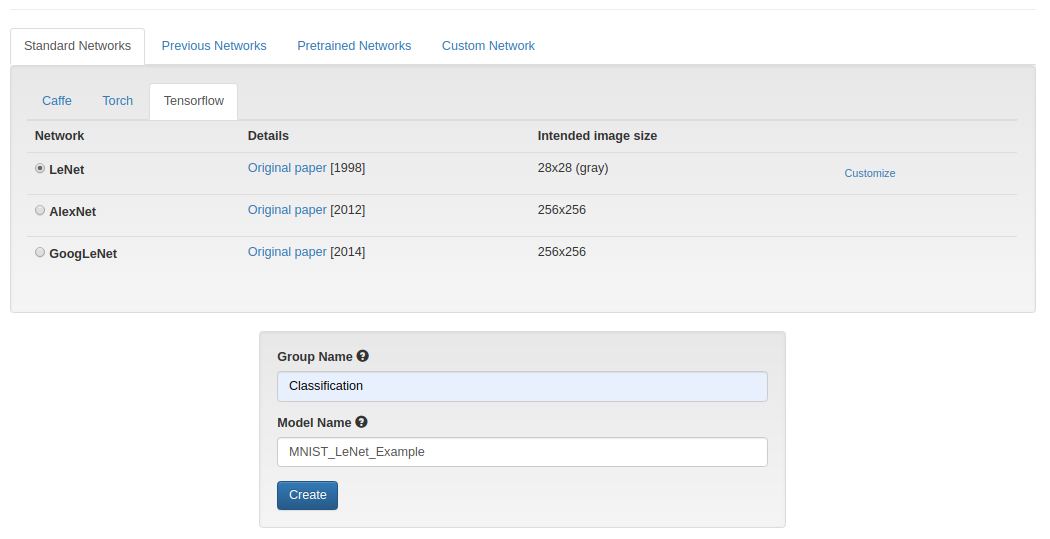 Standard Networks Previous Networks Pretrained Networks Custom Network
Caffe Torch Tensorflow
Network Details Intended image size
LeNet Original paper [1998] 28x28 (gray) Customize
AlexNet Original paper [2012] 256x256
GoogLeNet Original paper [2014] 256x256
Group Name ?
Classification
Model Name ?
MNIST_LeNet_Example
Create